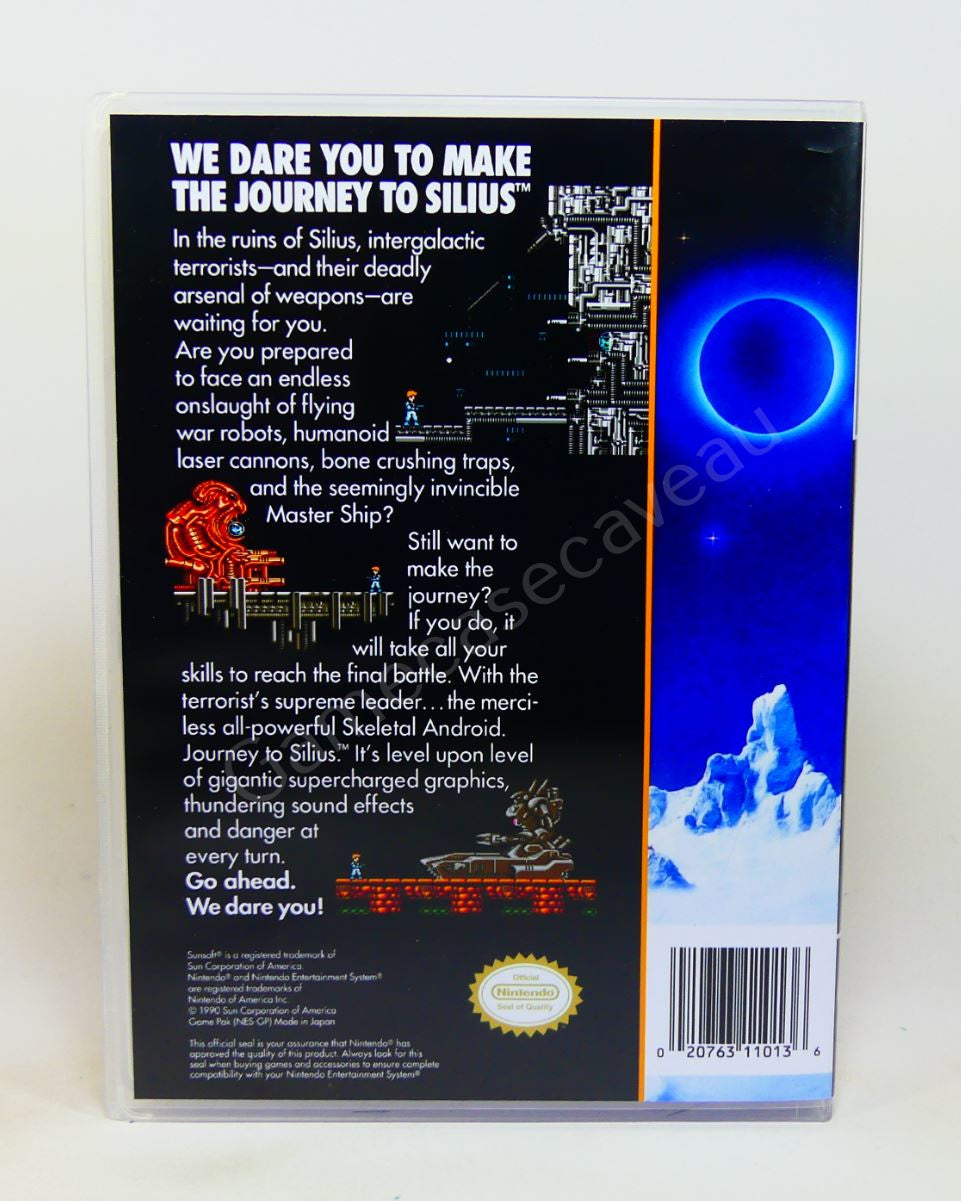 WE DARE YOU TO MAKE
THE JOURNEY TO SILIUS™
In the ruins of Silius, intergalactic
terrorists—and their deadly
arsenal of weapons—are
waiting for you.
Are you prepared
to face an endless
onslaught of flying
war robots, humanoid
laser cannons, bone crushing traps,
and the seemingly invincible
Master Ship?
Still want to
make the
journey?
If you do, it
will take all your
skills to reach the final battle. With the
terrorist's supreme leader...the merci-
less all-powerful Skeletal Android.
Journey to Silius.™ It's level upon level
of gigantic supercharged graphics,
thundering sound effects
and danger at
every turn.
Go ahead.
We dare you!
Sunsoft® is a registered trademark of
Sun Corporation of America.
Nintendo® and Nintendo Entertainment System®
are registered trademarks of
Nintendo of America Inc.
© 1990 Sun Corporation of America
Game Pak (NES-GP) Made in Japan
This official seal is your assurance that Nintendo® has
approved the quality of this product. Always look for this
seal when buying games and accessories to ensure complete
compatibility with your Nintendo Entertainment System®
Official
Nintendo
Seal of Quality
0 20763 11013 6
Gamecasecaveau